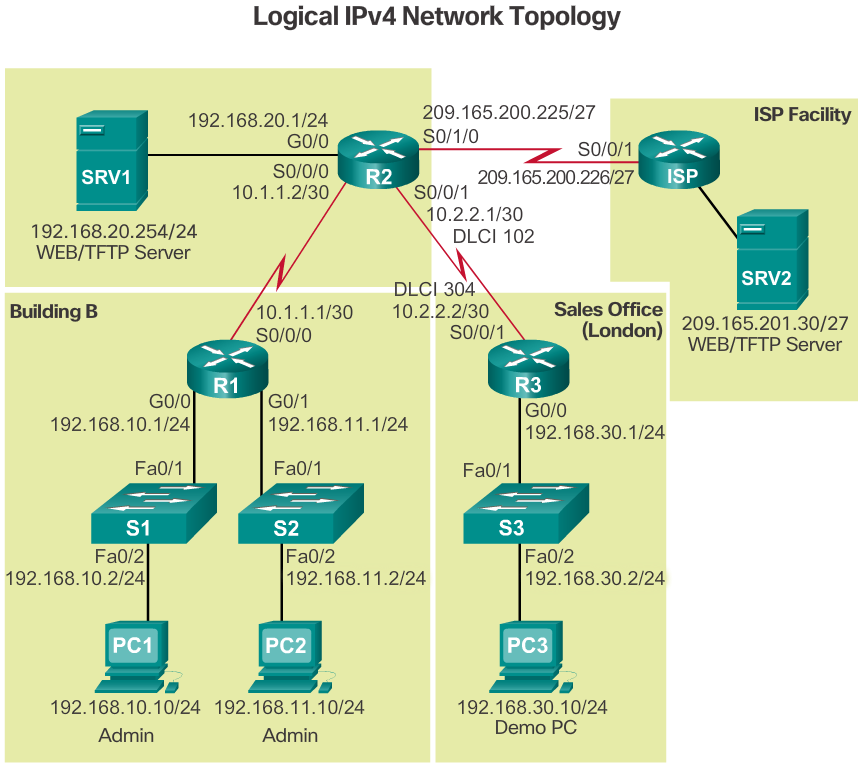 Logical IPv4 Network Topology
192.168.20.1/24
G0/0
S0/0/0
10.1.1.2/30
SRV1
192.168.20.254/24
WEB/TFTP Server
R2
209.165.200.225/27
S0/1/0
S0/0/1
10.2.2.1/30
DLCI 102
ISP Facility
S0/0/1
209.165.200.226/27
ISP
SRV2
209.165.201.30/27
WEB/TFTP Server
Building B
10.1.1.1/30
S0/0/0
R1
G0/0
192.168.10.1/24
G0/1
192.168.11.1/24
Fa0/1
Fa0/1
S1
S2
Fa0/2
192.168.10.2/24
Fa0/2
192.168.11.2/24
PC1
PC2
192.168.10.10/24
Admin
192.168.11.10/24
Admin
Sales Office
(London)
DLCI 304
10.2.2.2/30
S0/0/1
R3
G0/0
192.168.30.1/24
Fa0/1
S3
Fa0/2
192.168.30.2/24
PC3
192.168.30.10/24
Demo PC